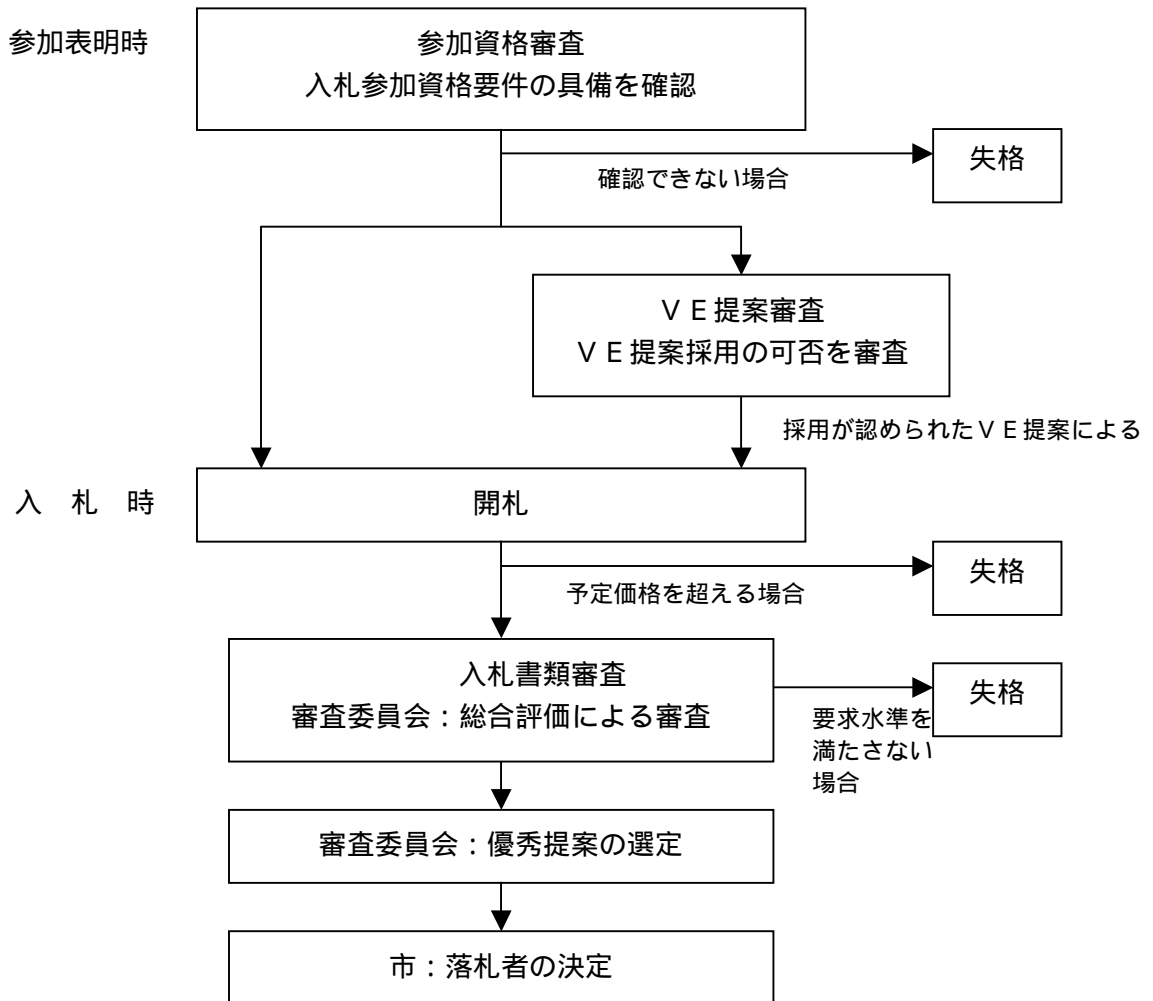 参加表明時
参加資格審査
入札参加資格要件の具備を確認
失格
確認できない場合
ＶＥ提案審査
ＶＥ提案採用の可否を審査
採用が認められたＶＥ提案による
入　札　時
開札
失格
予定価格を超える場合
入札書類審査
審査委員会：総合評価による審査
失格
要求水準を
満たさない
場合
審査委員会：優秀提案の選定
市：落札者の決定